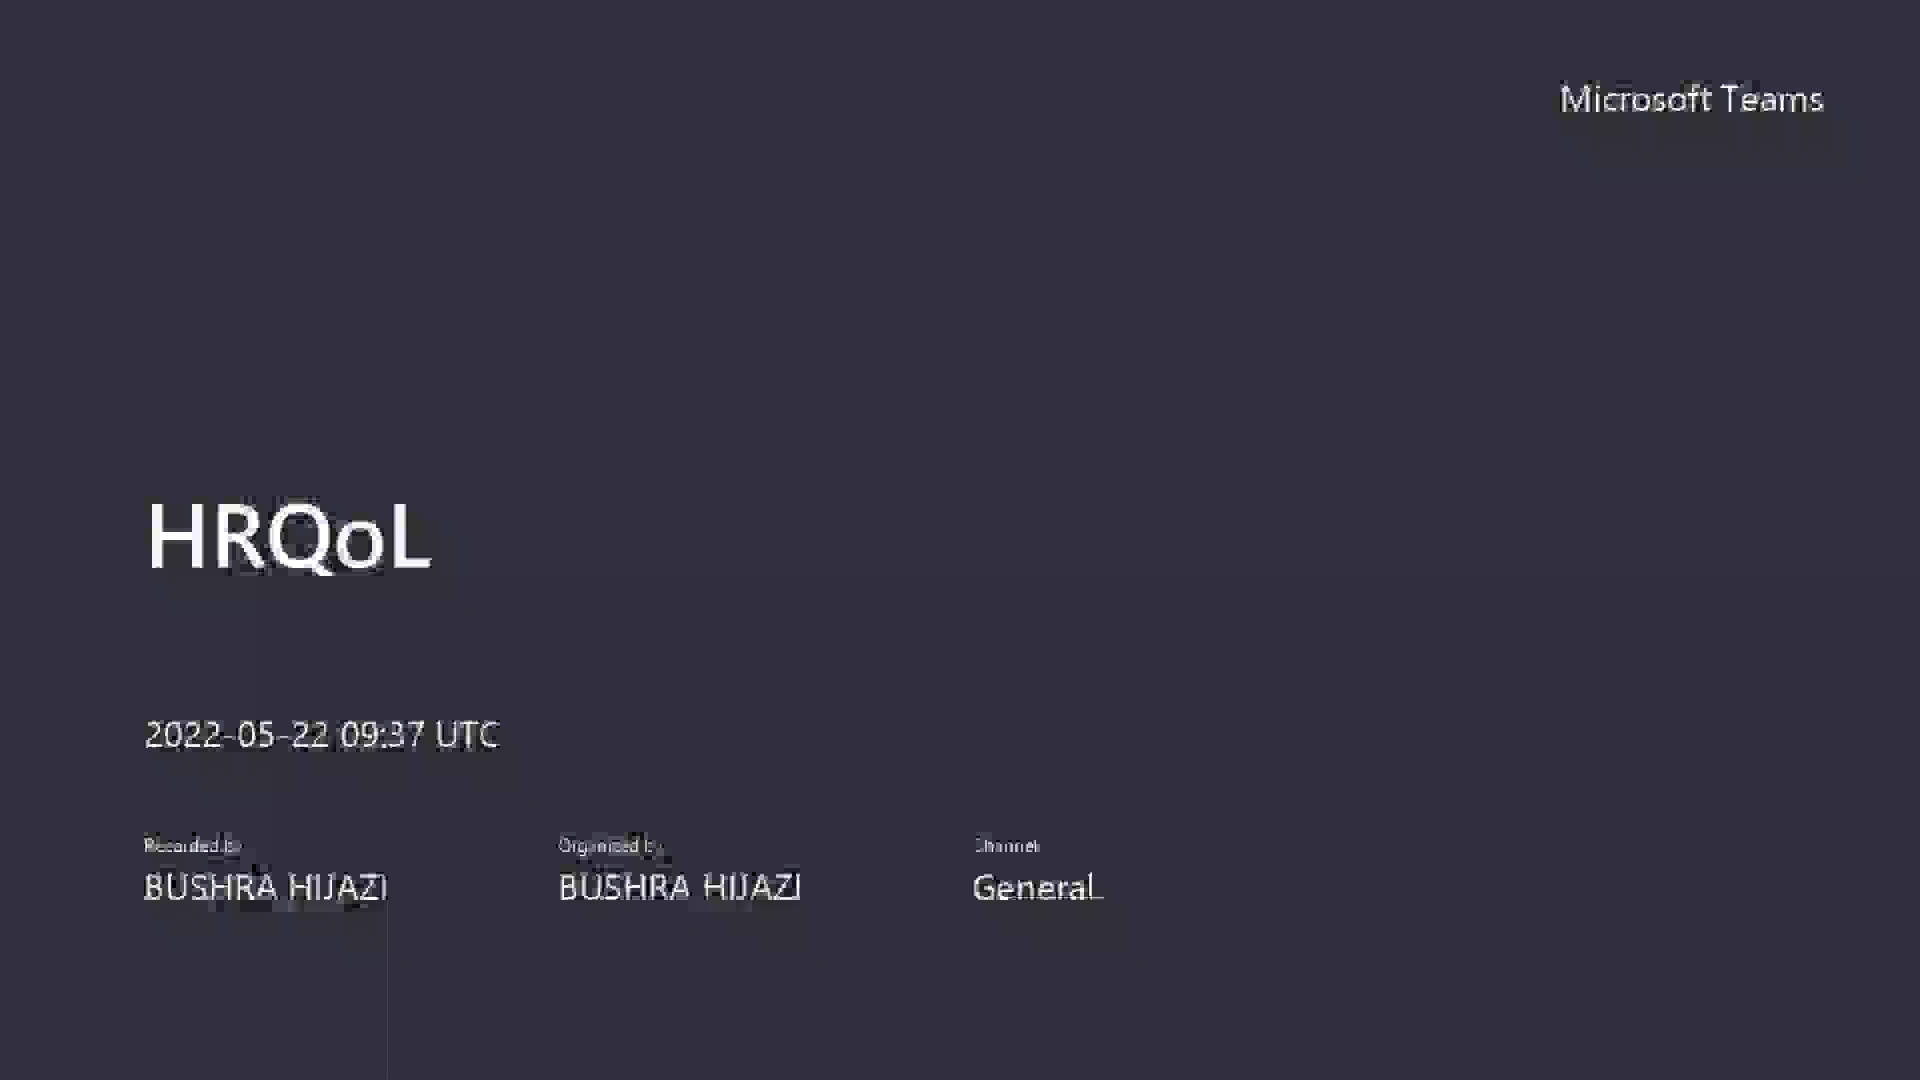 Microsoft Teams
HRQoL
2022-05-22 09:37 UTC
Recorded by
Organized by
Channel
BUSHRA HIJAZI
BUSHRA HIJAZI
General